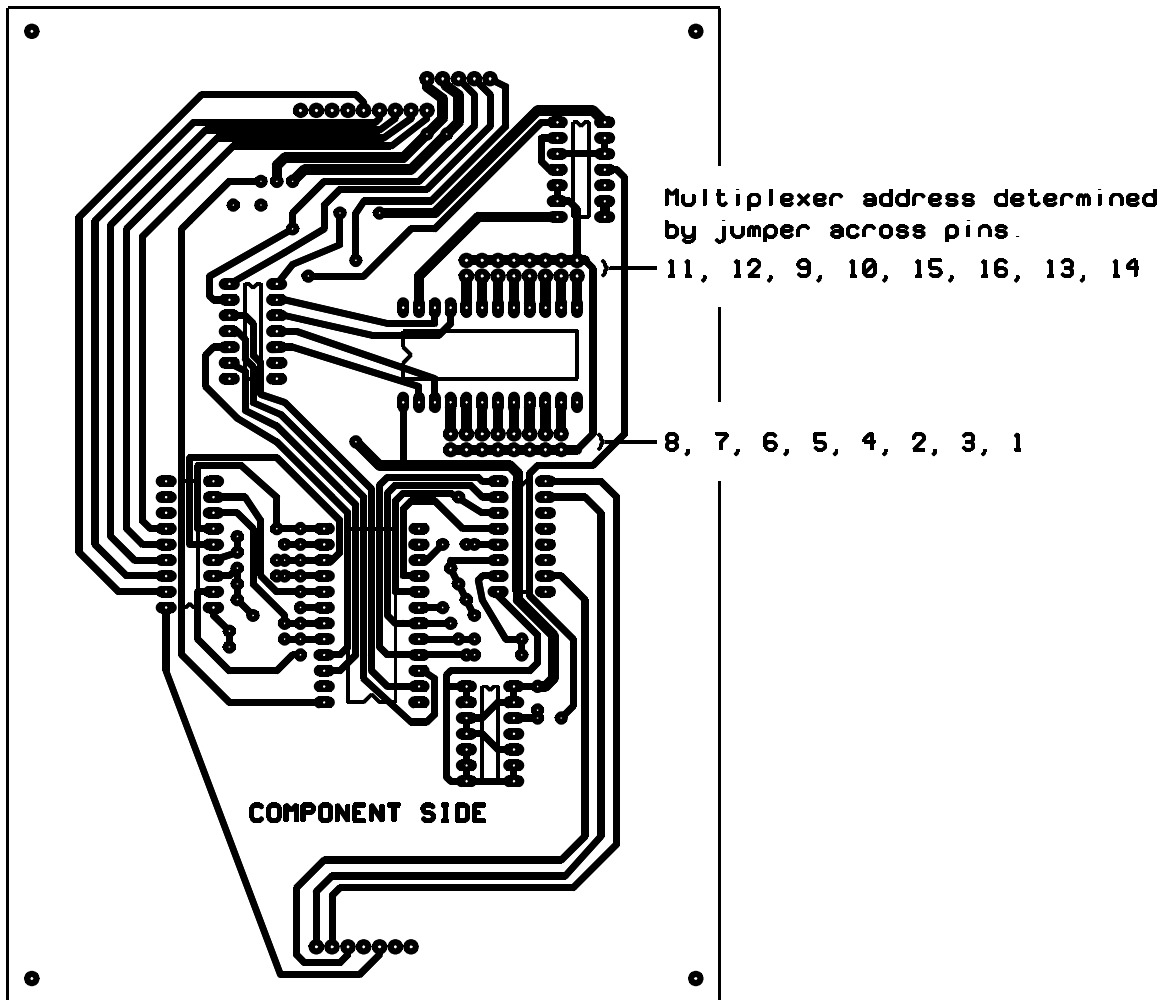 Multiplexer address determined
by jumper across pins.
11, 12, 9, 10, 15, 16, 13, 14
8, 7, 6, 5, 4, 2, 3, 1
COMPONENT SIDE